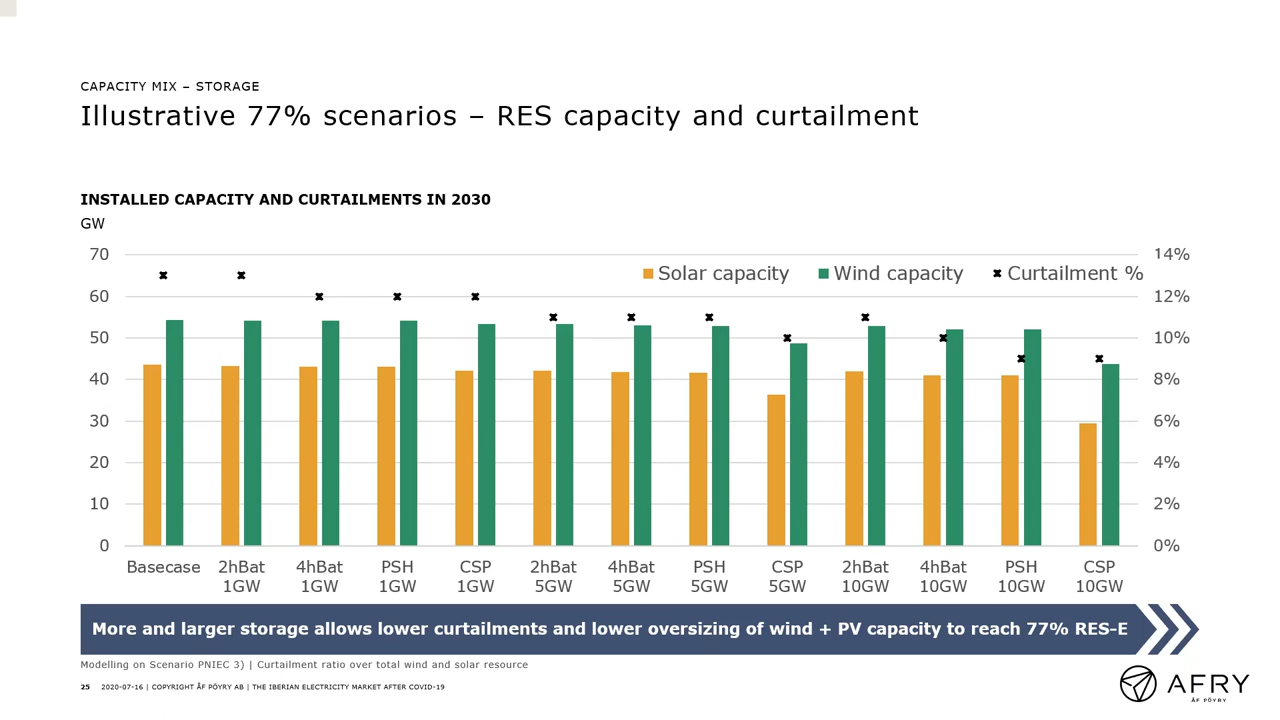 CAPACITY MIX – STORAGE
Illustrative 77% scenarios – RES capacity and curtailment
INSTALLED CAPACITY AND CURTAILMENTS IN 2030
GW
70
60
50
40
30
20
10
0
Solar capacity Wind capacity Curtailment %
14%
12%
10%
8%
6%
4%
2%
0%
Basecase 2hBat 4hBat PSH CSP 2hBat 4hBat PSH CSP 2hBat 4hBat PSH CSP
1GW 1GW 1GW 1GW 5GW 5GW 5GW 5GW 10GW 10GW 10GW 10GW
More and larger storage allows lower curtailments and lower oversizing of wind + PV capacity to reach 77% RES-E
Modelling on Scenario PNIEC 3) | Curtailment ratio over total wind and solar resource
25 2020-07-16 | COPYRIGHT ÅF PÖYRY AB | THE IBERIAN ELECTRICITY MARKET AFTER COVID-19
AFRY
ÅF PÖYRY